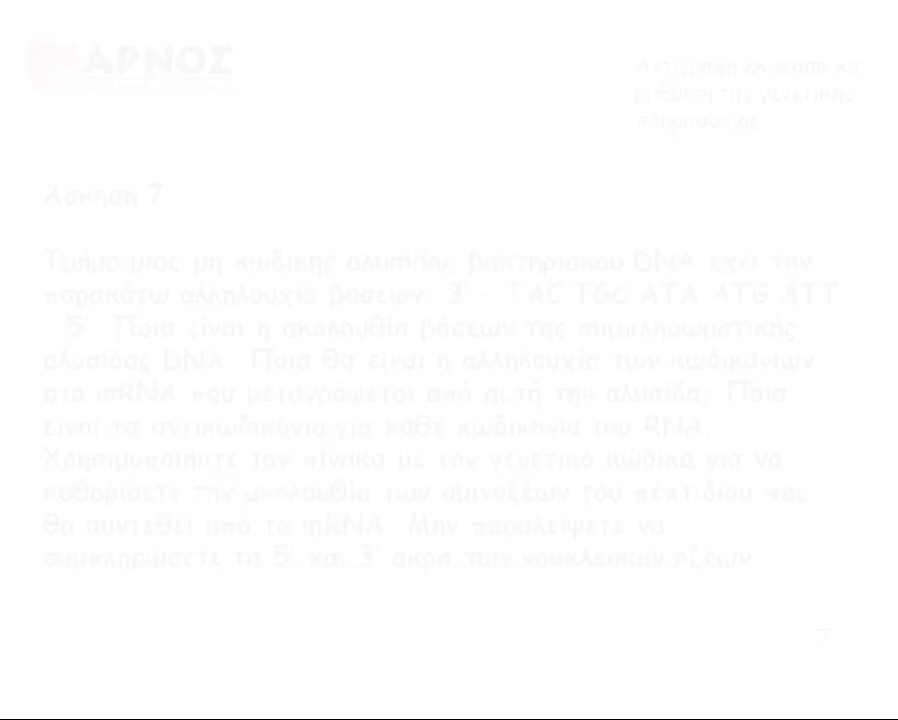 ΑΡΝΟΣ
Αντιγραφή έκφραση και
ρύθμιση της γενετικής
πληροφορίας
Άσκηση 7
Τμήμα μιας μη κωδικής αλυσίδας βακτηριακού DNA έχει την
παρακάτω αλληλουχία βάσεων: 3' - TAC TGC ATA ATG ATT
- 5'. Ποια είναι η ακολουθία βάσεων της συμπληρωματικής
αλυσίδας DNA. Ποια θα είναι η αλληλουχία των κωδικονίων
στο mRNA που μεταγράφεται από αυτή την αλυσίδα; Ποια
είναι τα αντικωδικόνια για κάθε κωδικόνιο του RNA.
Χρησιμοποιήστε τον πίνακα με τον γενετικό κώδικα για να
καθορίσετε την ακολουθία των αμινοξέων του πεπτιδίου που
θα συντεθεί από το mRNA. Μην παραλείψετε να
συμπληρώσετε τα 5' και 3' άκρα των νουκλεϊκών οξέων
7